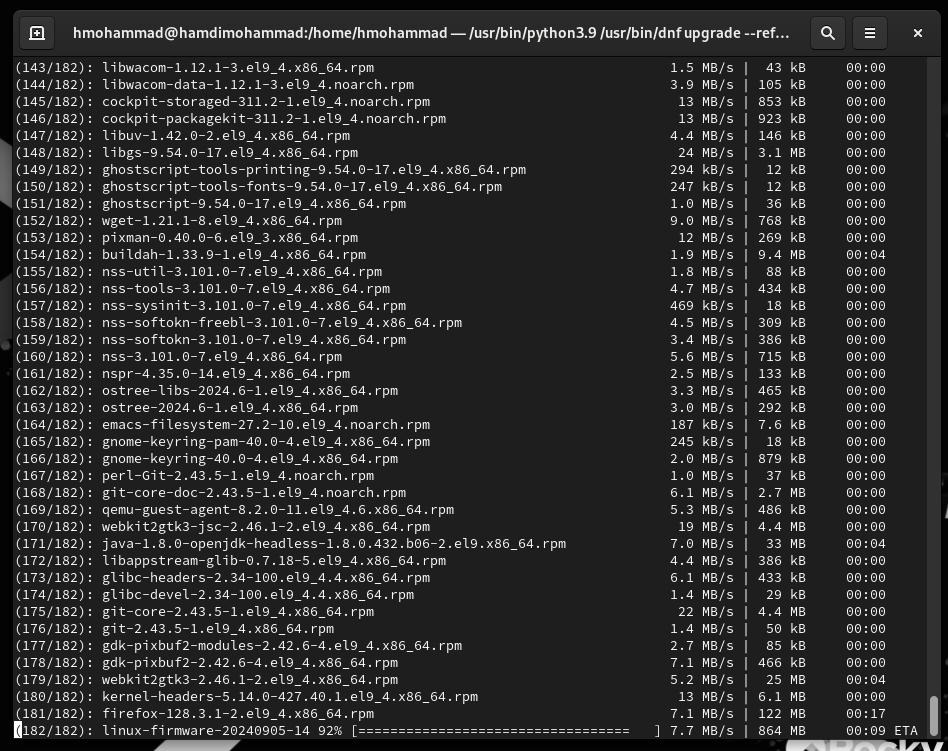 hmohammad@hamdimohammad:/home/hmohammad — /usr/bin/python3.9 /usr/bin/dnf upgrade --ref…
(143/182): libwacom-1.12.1-3.el9_4.x86_64.rpm 1.5 MB/s | 43 kB 00:00
(144/182): libwacom-data-1.12.1-3.el9_4.noarch.rpm 3.9 MB/s | 105 kB 00:00
(145/182): cockpit-storaged-311.2-1.el9_4.noarch.rpm 13 MB/s | 853 kB 00:00
(146/182): cockpit-packagekit-311.2-1.el9_4.noarch.rpm 13 MB/s | 923 kB 00:00
(147/182): libuv-1.42.0-2.el9_4.x86_64.rpm 4.4 MB/s | 146 kB 00:00
(148/182): libgs-9.54.0-17.el9_4.x86_64.rpm 24 MB/s | 3.1 MB 00:00
(149/182): ghostscript-tools-printing-9.54.0-17.el9_4.x86_64.rpm 294 kB/s | 12 kB 00:00
(150/182): ghostscript-tools-fonts-9.54.0-17.el9_4.x86_64.rpm 247 kB/s | 12 kB 00:00
(151/182): ghostscript-9.54.0-17.el9_4.x86_64.rpm 1.0 MB/s | 36 kB 00:00
(152/182): wget-1.21.1-8.el9_4.x86_64.rpm 9.0 MB/s | 768 kB 00:00
(153/182): pixman-0.40.0-6.el9_3.x86_64.rpm 12 MB/s | 269 kB 00:00
(154/182): buildah-1.33.9-1.el9_4.x86_64.rpm 1.9 MB/s | 9.4 MB 00:04
(155/182): nss-util-3.101.0-7.el9_4.x86_64.rpm 1.8 MB/s | 88 kB 00:00
(156/182): nss-tools-3.101.0-7.el9_4.x86_64.rpm 4.7 MB/s | 434 kB 00:00
(157/182): nss-sysinit-3.101.0-7.el9_4.x86_64.rpm 469 kB/s | 18 kB 00:00
(158/182): nss-softokn-freebl-3.101.0-7.el9_4.x86_64.rpm 4.5 MB/s | 309 kB 00:00
(159/182): nss-softokn-3.101.0-7.el9_4.x86_64.rpm 3.4 MB/s | 386 kB 00:00
(160/182): nss-3.101.0-7.el9_4.x86_64.rpm 5.6 MB/s | 715 kB 00:00
(161/182): nspr-4.35.0-14.el9_4.x86_64.rpm 2.5 MB/s | 133 kB 00:00
(162/182): ostree-libs-2024.6-1.el9_4.x86_64.rpm 3.3 MB/s | 465 kB 00:00
(163/182): ostree-2024.6-1.el9_4.x86_64.rpm 3.0 MB/s | 292 kB 00:00
(164/182): emacs-filesystem-27.2-10.el9_4.noarch.rpm 187 kB/s | 7.6 kB 00:00
(165/182): gnome-keyring-pam-40.0-4.el9_4.x86_64.rpm 245 kB/s | 18 kB 00:00
(166/182): gnome-keyring-40.0-4.el9_4.x86_64.rpm 2.0 MB/s | 879 kB 00:00
(167/182): perl-Git-2.43.5-1.el9_4.noarch.rpm 1.0 MB/s | 37 kB 00:00
(168/182): git-core-doc-2.43.5-1.el9_4.noarch.rpm 6.1 MB/s | 2.7 MB 00:00
(169/182): qemu-guest-agent-8.2.0-11.el9_4.6.x86_64.rpm 5.3 MB/s | 486 kB 00:00
(170/182): webkit2gtk3-jsc-2.46.1-2.el9_4.x86_64.rpm 19 MB/s | 4.4 MB 00:00
(171/182): java-1.8.0-openjdk-headless-1.8.0.432.b06-2.el9.x86_64.rpm 7.0 MB/s | 33 MB 00:04
(172/182): libappstream-glib-0.7.18-5.el9_4.x86_64.rpm 4.4 MB/s | 386 kB 00:00
(173/182): glibc-headers-2.34-100.el9_4.4.x86_64.rpm 6.1 MB/s | 433 kB 00:00
(174/182): glibc-devel-2.34-100.el9_4.4.x86_64.rpm 1.4 MB/s | 29 kB 00:00
(175/182): git-core-2.43.5-1.el9_4.x86_64.rpm 22 MB/s | 4.4 MB 00:00
(176/182): git-2.43.5-1.el9_4.x86_64.rpm 1.4 MB/s | 50 kB 00:00
(177/182): gdk-pixbuf2-modules-2.42.6-4.el9_4.x86_64.rpm 2.7 MB/s | 85 kB 00:00
(178/182): gdk-pixbuf2-2.42.6-4.el9_4.x86_64.rpm 7.1 MB/s | 466 kB 00:00
(179/182): webkit2gtk3-2.46.1-2.el9_4.x86_64.rpm 5.2 MB/s | 25 MB 00:04
(180/182): kernel-headers-5.14.0-427.40.1.el9_4.x86_64.rpm 13 MB/s | 6.1 MB 00:00
(181/182): firefox-128.3.1-2.el9_4.x86_64.rpm 7.1 MB/s | 122 MB 00:17
(182/182): linux-firmware-20240905-14 92% [================================== ] 7.7 MB/s | 864 MB 00:09 ETA